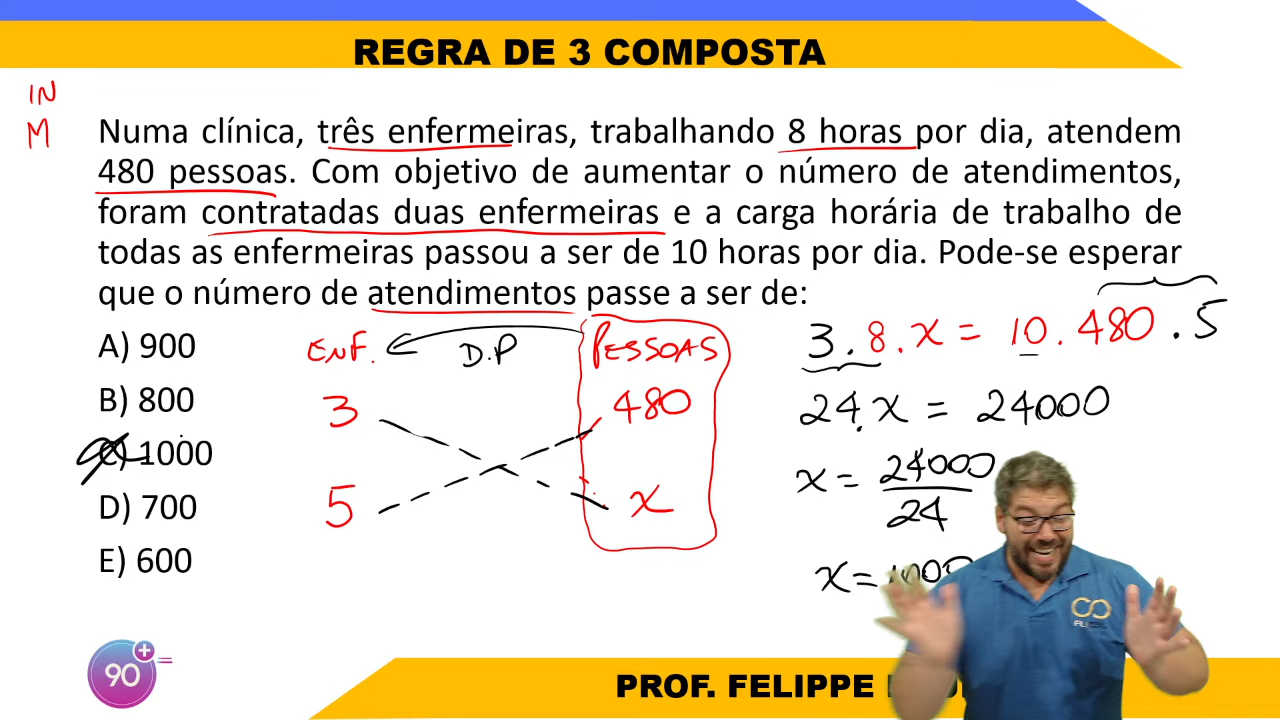 REGRA DE 3 COMPOSTA
IN
M
Numa clínica, três enfermeiras, trabalhando 8 horas por dia, atendem
480 pessoas. Com objetivo de aumentar o número de atendimentos,
foram contratadas duas enfermeiras e a carga horária de trabalho de
todas as enfermeiras passou a ser de 10 horas por dia. Pode-se esperar
que o número de atendimentos passe a ser de:
A) 900
B) 800
C) 1000
D) 700
E) 600
ENF. D.P PESSOAS
3 480
5 x
3 . 8 . x = 10 . 480 . 5
24 . x = 24000
x = 24000
24
x = 1000
90+
PROF. FELIPPE